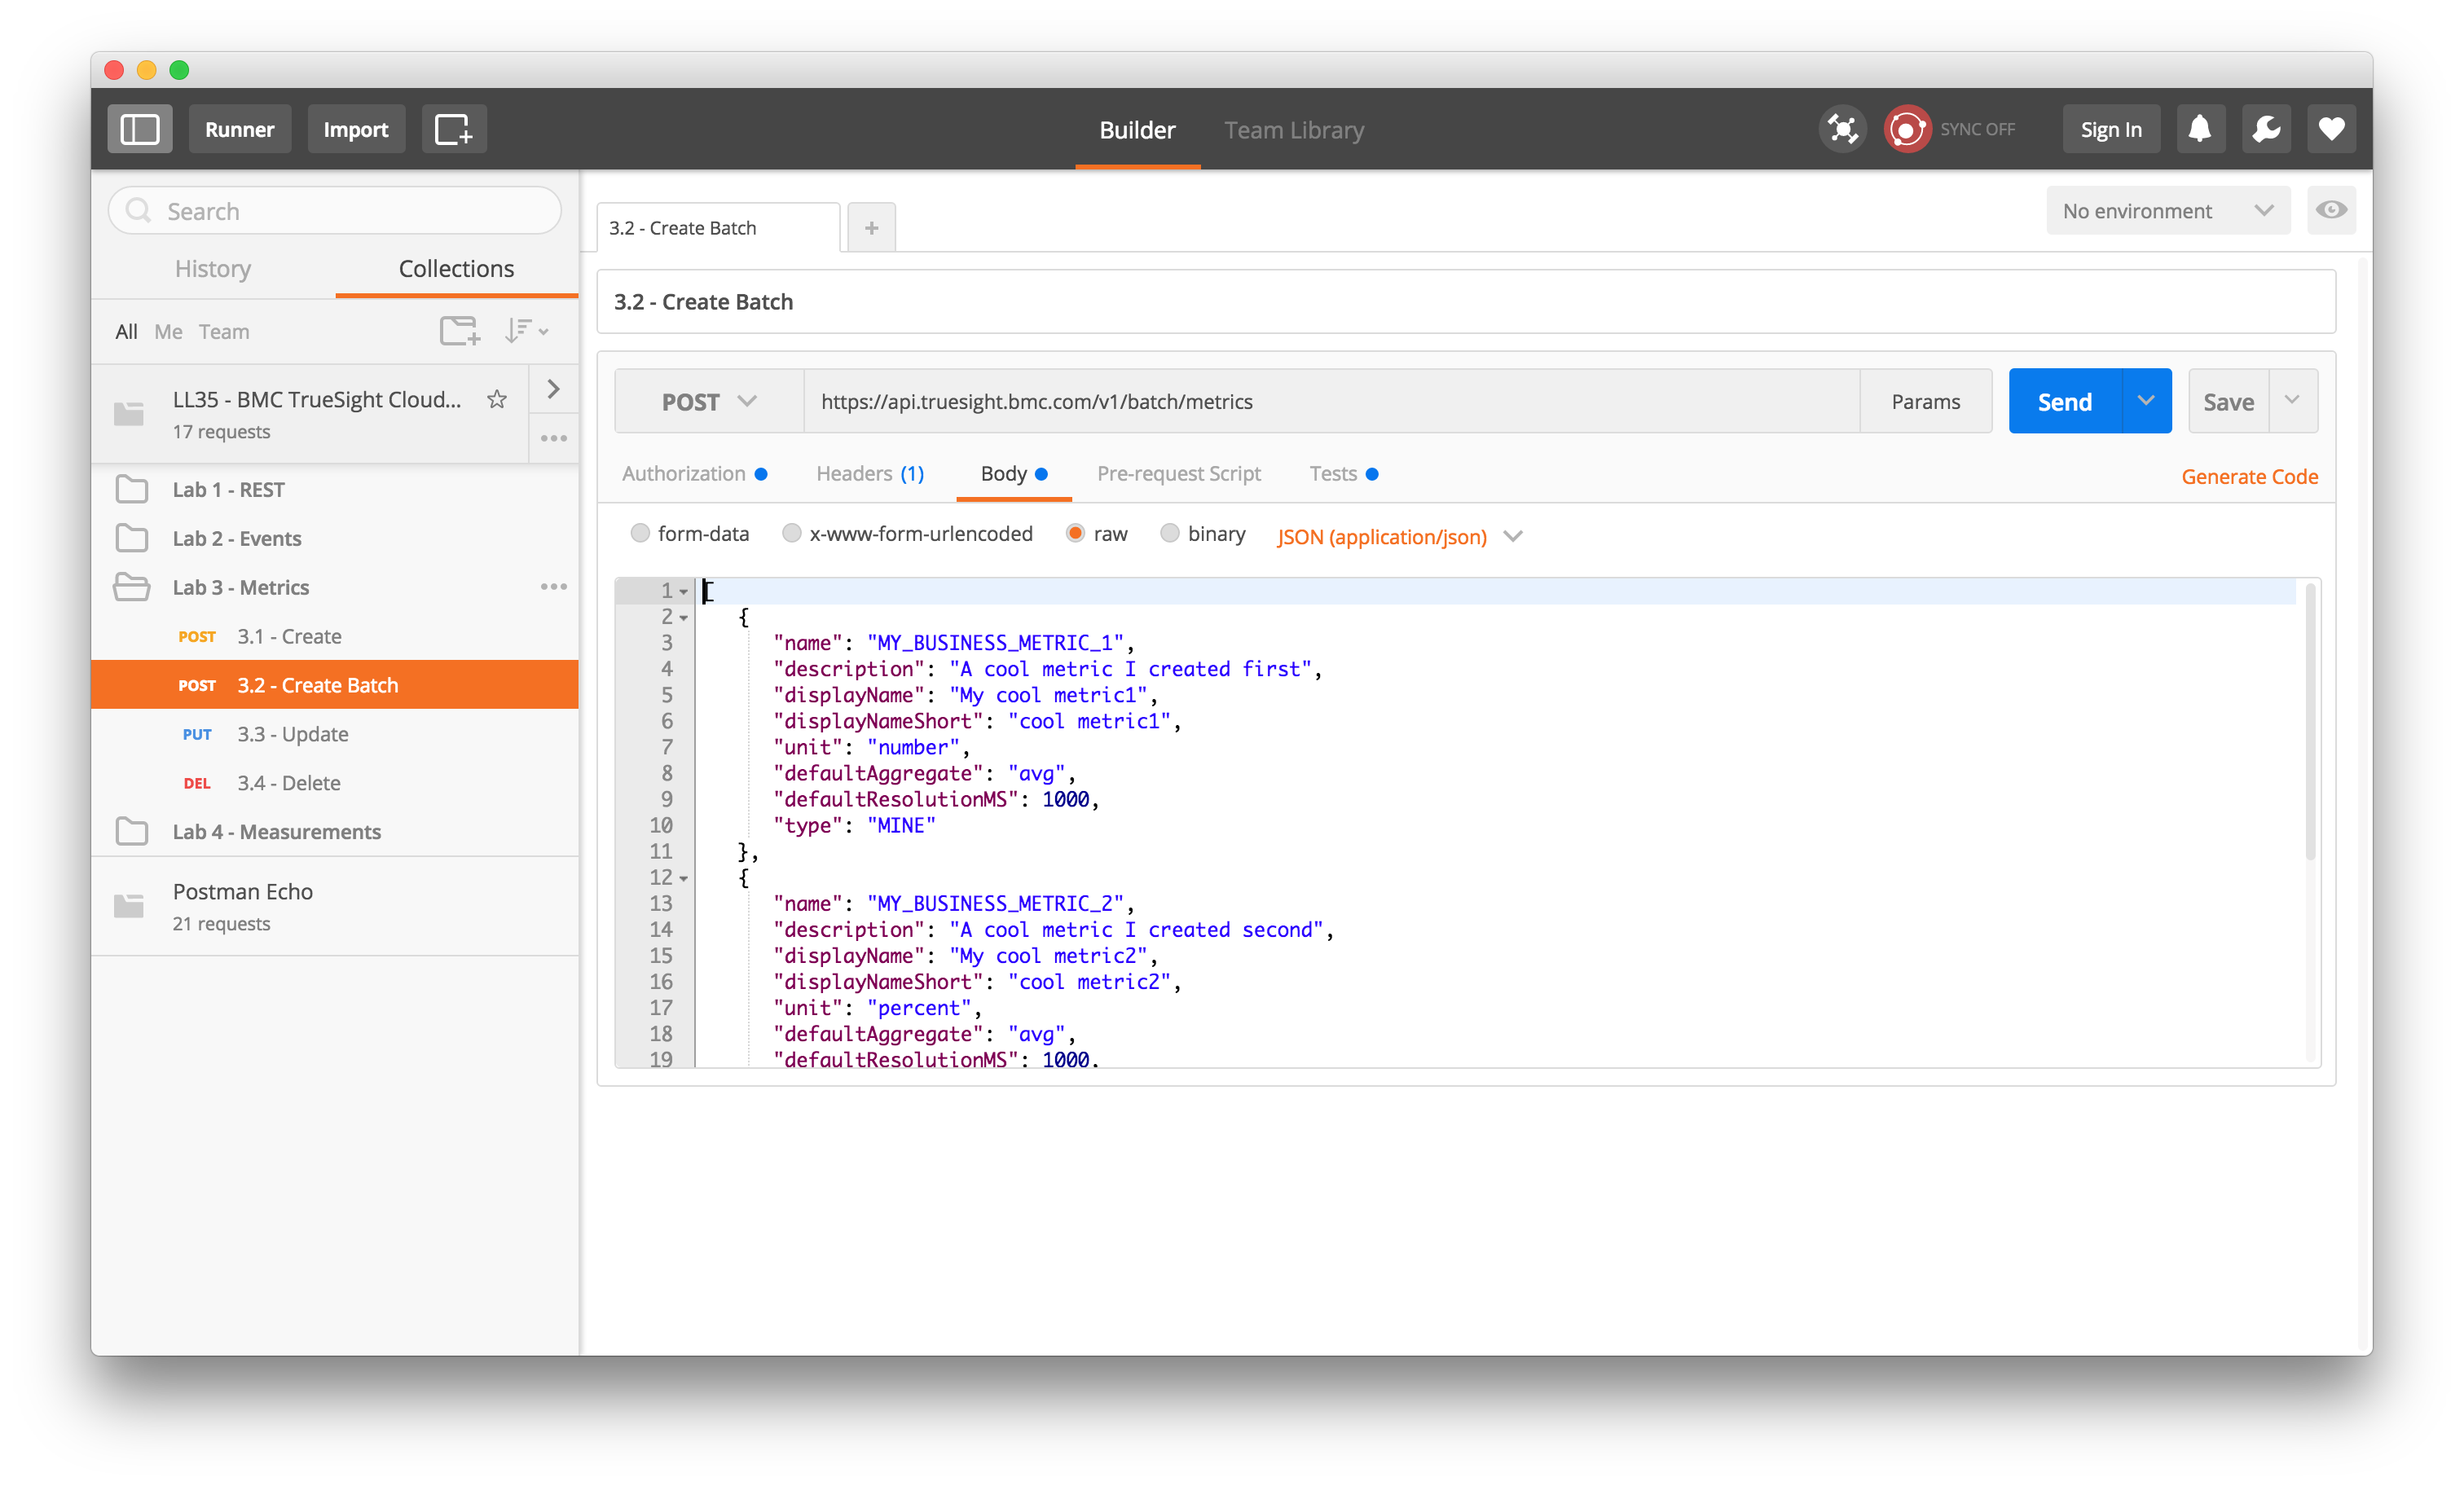 Runner
Import
Builder
Team Library
SYNC OFF
Sign In
Search
History
Collections
All
Me
Team
LL35 - BMC TrueSight Cloud...
17 requests
Lab 1 - REST
Lab 2 - Events
Lab 3 - Metrics
POST 3.1 - Create
POST 3.2 - Create Batch
PUT 3.3 - Update
DEL 3.4 - Delete
Lab 4 - Measurements
Postman Echo
21 requests
3.2 - Create Batch
+
No environment
3.2 - Create Batch
POST
https://api.truesight.bmc.com/v1/batch/metrics
Params
Send
Save
Authorization
Headers (1)
Body
Pre-request Script
Tests
Generate Code
form-data
x-www-form-urlencoded
raw
binary
JSON (application/json)
1 [
2 {
3 "name": "MY_BUSINESS_METRIC_1",
4 "description": "A cool metric I created first",
5 "displayName": "My cool metric1",
6 "displayNameShort": "cool metric1",
7 "unit": "number",
8 "defaultAggregate": "avg",
9 "defaultResolutionMS": 1000,
10 "type": "MINE"
11 },
12 {
13 "name": "MY_BUSINESS_METRIC_2",
14 "description": "A cool metric I created second",
15 "displayName": "My cool metric2",
16 "displayNameShort": "cool metric2",
17 "unit": "percent",
18 "defaultAggregate": "avg",
19 "defaultResolutionMS": 1000,